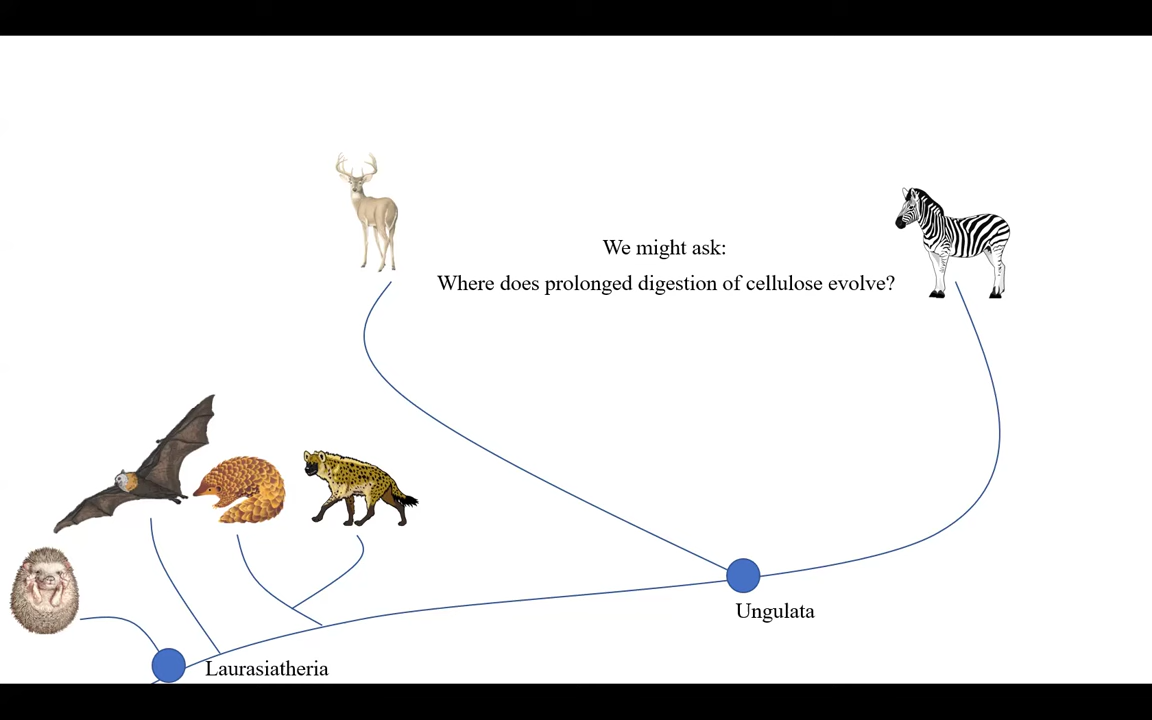 We might ask:
Where does prolonged digestion of cellulose evolve?
Ungulata
Laurasiatheria